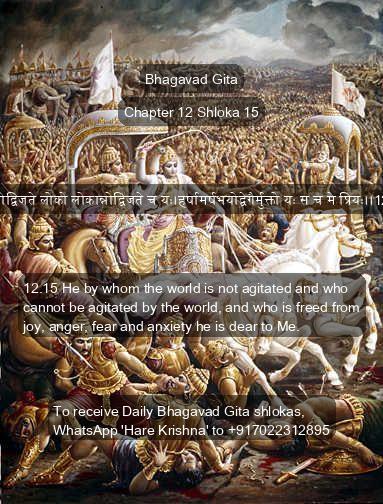 Bhagavad Gita
Chapter 12 Shloka 15
लोको लोकान्नोद्विजते च यः।हर्षामर्षभयोद्वेगैर्मुक्तो यः स च मे प्रियः।।12
12.15 He by whom the world is not agitated and who
cannot be agitated by the world, and who is freed from
joy, anger, fear and anxiety he is dear to Me.
To receive Daily Bhagavad Gita shlokas,
WhatsApp 'Hare Krishna' to +917022312895